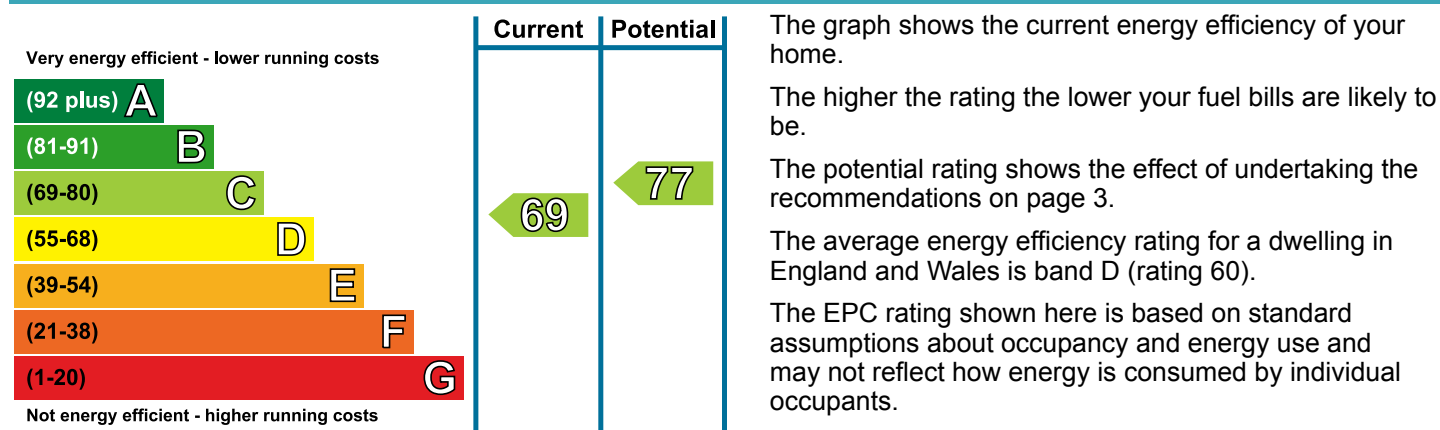 Very energy efficient - lower running costs
(92 plus) A
(81-91) B
(69-80) C
(55-68) D
(39-54) E
(21-38) F
(1-20) G
Not energy efficient - higher running costs
Current Potential
69 77
The graph shows the current energy efficiency of your
home.
The higher the rating the lower your fuel bills are likely to
be.
The potential rating shows the effect of undertaking the
recommendations on page 3.
The average energy efficiency rating for a dwelling in
England and Wales is band D (rating 60).
The EPC rating shown here is based on standard
assumptions about occupancy and energy use and
may not reflect how energy is consumed by individual
occupants.